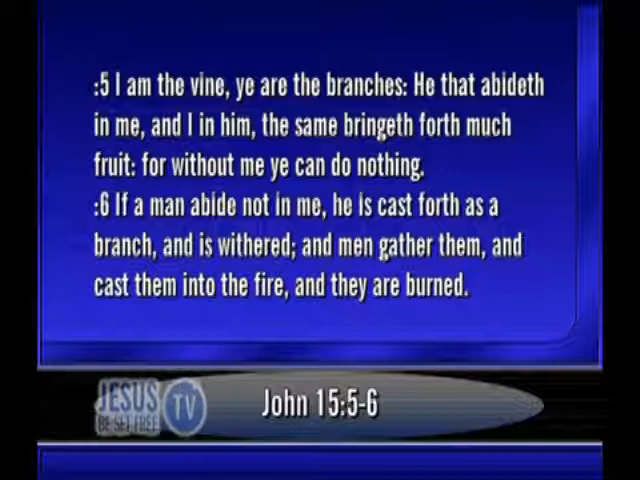 :5 I am the vine, ye are the branches: He that abideth
in me, and I in him, the same bringeth forth much
fruit: for without me ye can do nothing.
:6 If a man abide not in me, he is cast forth as a
branch, and is withered; and men gather them, and
cast them into the fire, and they are burned.
JESUS
BE SET FREE
TV
John 15:5-6